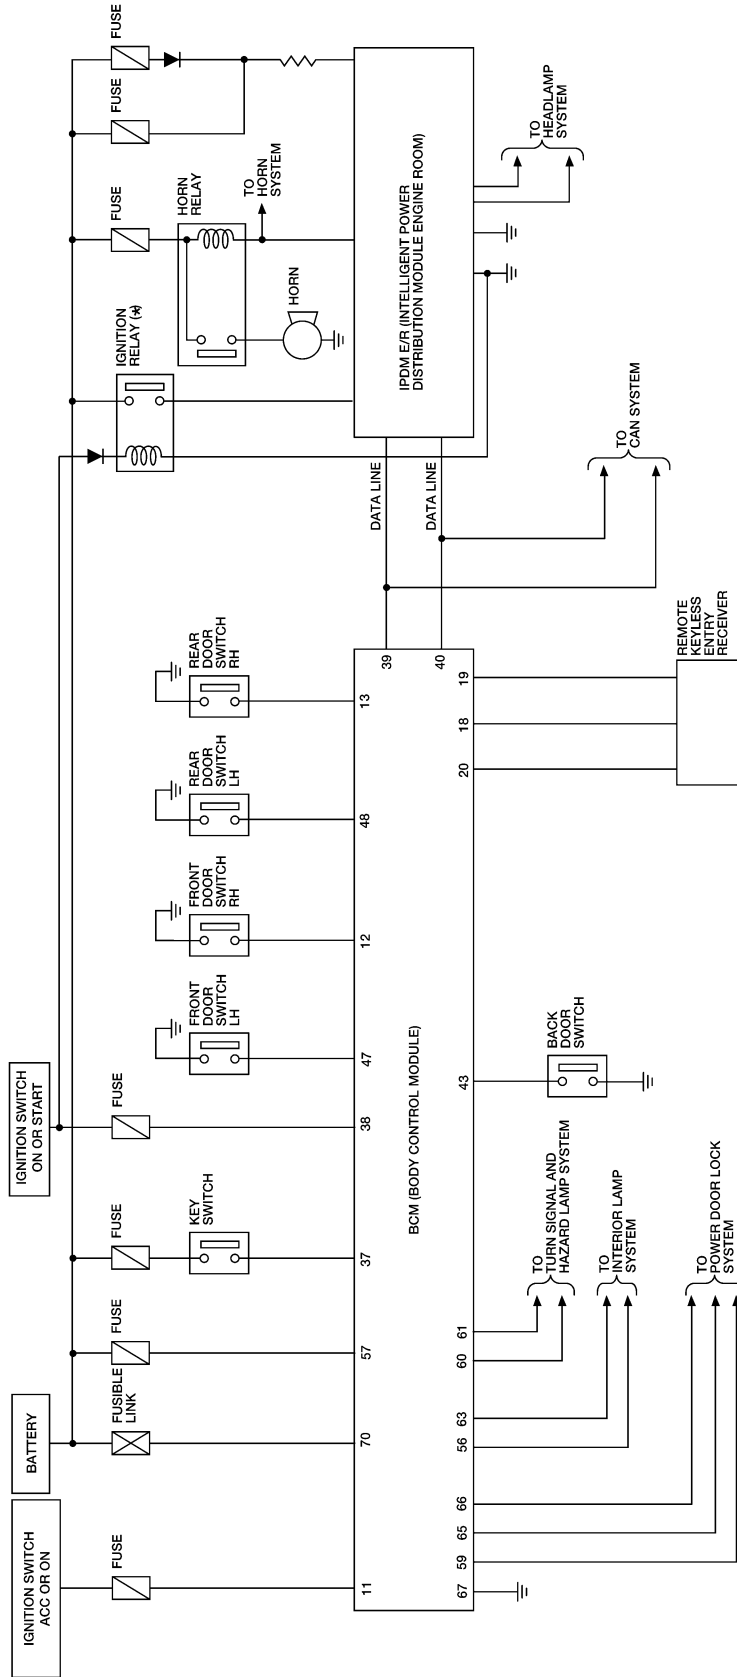 IGNITION SWITCH
ACC OR ON
BATTERY
IGNITION SWITCH
ON OR START
FUSE
FUSIBLE
LINK
FUSE
FUSE
FUSE
IGNITION
RELAY (*)
FUSE
FUSE
FUSE
KEY
SWITCH
FRONT
DOOR
SWITCH
LH
FRONT
DOOR
SWITCH
RH
REAR
DOOR
SWITCH
LH
REAR
DOOR
SWITCH
RH
HORN
RELAY
TO
HORN
SYSTEM
HORN
11
70
57
37
38
47
12
48
13
39
40
DATA LINE
DATA LINE
BCM (BODY CONTROL MODULE)
IPDM E/R (INTELLIGENT POWER
DISTRIBUTION MODULE ENGINE ROOM)
67
59
65
66
56
63
60
61
43
20
18
19
TO
TURN SIGNAL AND
HAZARD LAMP SYSTEM
TO
INTERIOR LAMP
SYSTEM
TO
POWER DOOR LOCK
SYSTEM
BACK
DOOR
SWITCH
REMOTE
KEYLESS
ENTRY
RECEIVER
TO
CAN SYSTEM
TO
HEADLAMP
SYSTEM